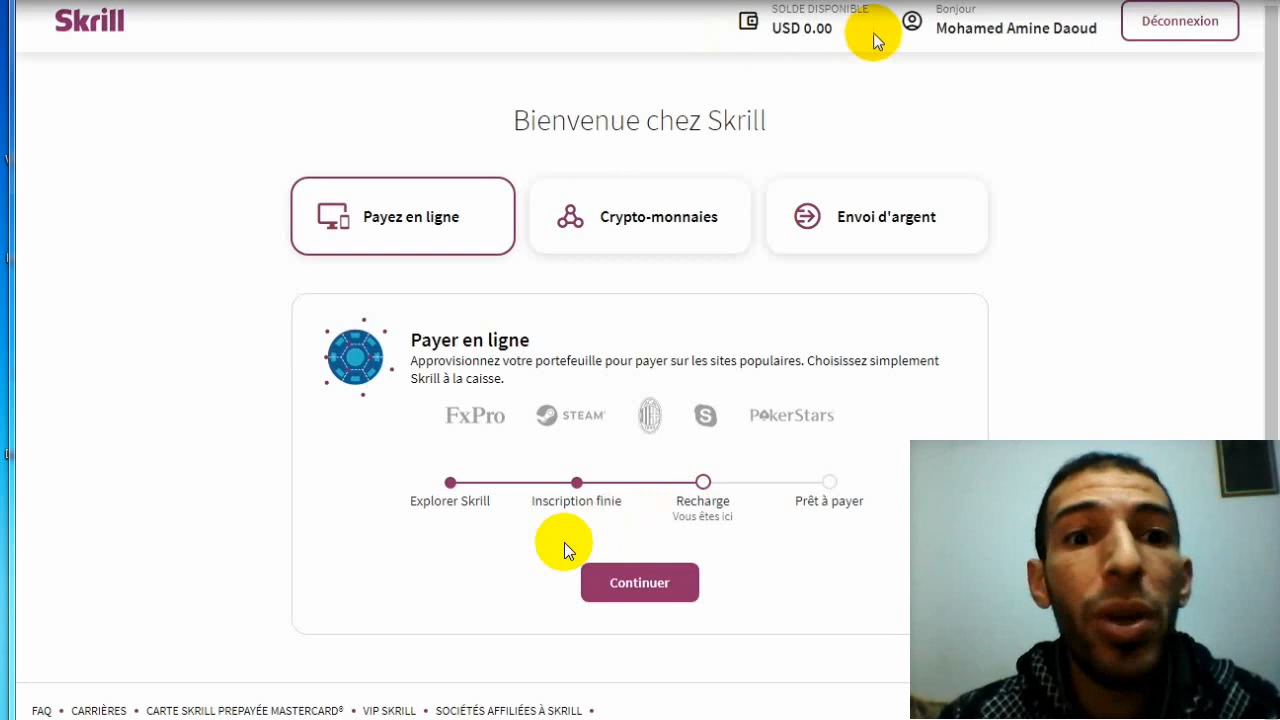 Skrill
SOLDE DISPONIBLE
USD 0.00
Bonjour
Mohamed Amine Daoud
Déconnexion
Bienvenue chez Skrill
Payez en ligne
Crypto-monnaies
Envoi d'argent
Payer en ligne
Approvisionnez votre portefeuille pour payer sur les sites populaires. Choisissez simplement
Skrill à la caisse.
FxPro
STEAM
PokerStars
Explorer Skrill
Inscription finie
Recharge
Prêt à payer
Vous êtes ici
Continuer
FAQ • CARRIÈRES • CARTE SKRILL PREPAYÉE MASTERCARD® • VIP SKRILL • SOCIÉTÉS AFFILIÉES À SKRILL •